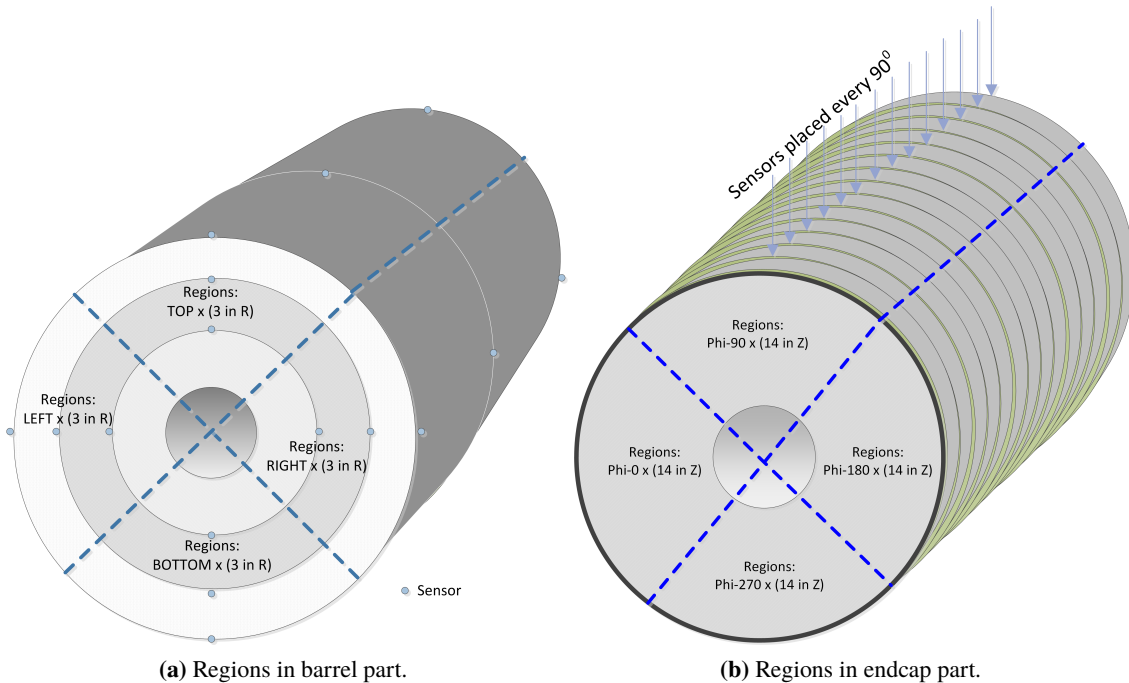 Regions:
TOP x (3 in R)
Regions:
LEFT x (3 in R)
Regions:
RIGHT x (3 in R)
Regions:
BOTTOM x (3 in R)
Sensor
(a) Regions in barrel part.
Sensors placed every 90⁰
Regions:
Phi-90 x (14 in Z)
Regions:
Phi-0 x (14 in Z)
Regions:
Phi-180 x (14 in Z)
Regions:
Phi-270 x (14 in Z)
(b) Regions in endcap part.